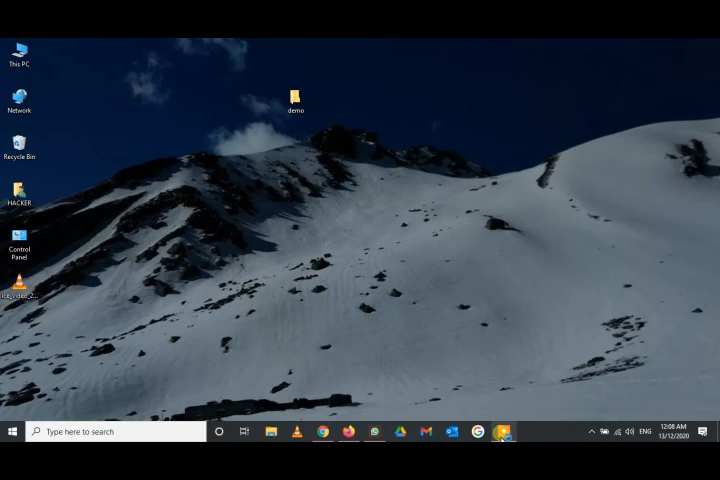 This PC
demo
Network
Recycle Bin
HACKER
Control
Panel
Type here to search
ENG
12:08 AM
13/12/2020